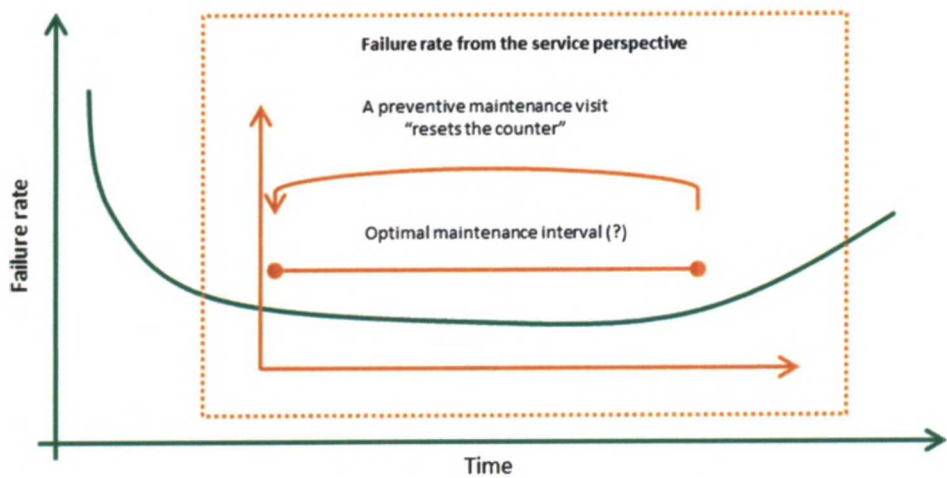 Failure rate from the service perspective
A preventive maintenance visit
“resets the counter”
Optimal maintenance interval (?)
Failure rate
Time